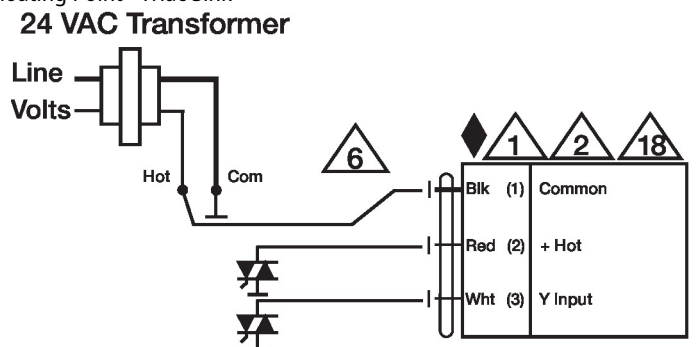 24 VAC Transformer
Line
Volts
Hot
Com
6
1
2
18
Blk (1) Common
Red (2) + Hot
Wht (3) Y Input